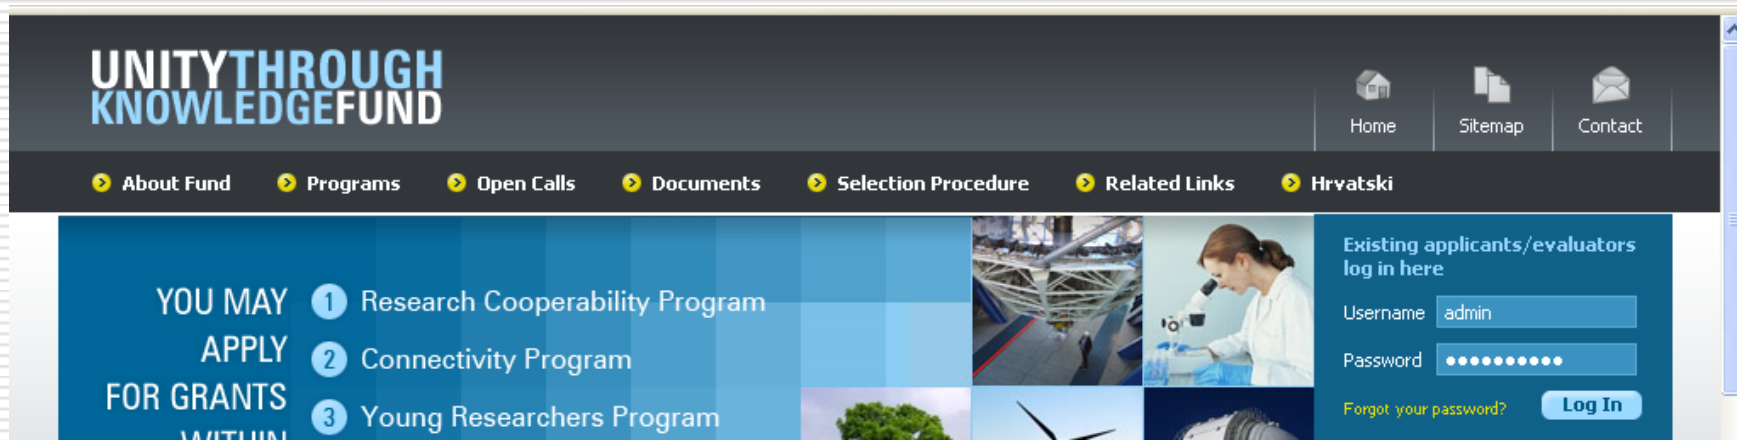 UNITYTHROUGH
KNOWLEDGEFUND
Home
Sitemap
Contact
About Fund
Programs
Open Calls
Documents
Selection Procedure
Related Links
Hrvatski
YOU MAY
APPLY
FOR GRANTS
WITHIN
1 Research Cooperability Program
2 Connectivity Program
3 Young Researchers Program
Existing applicants/evaluators
log in here
Username admin
Password ••••••••••
Forgot your password? Log In